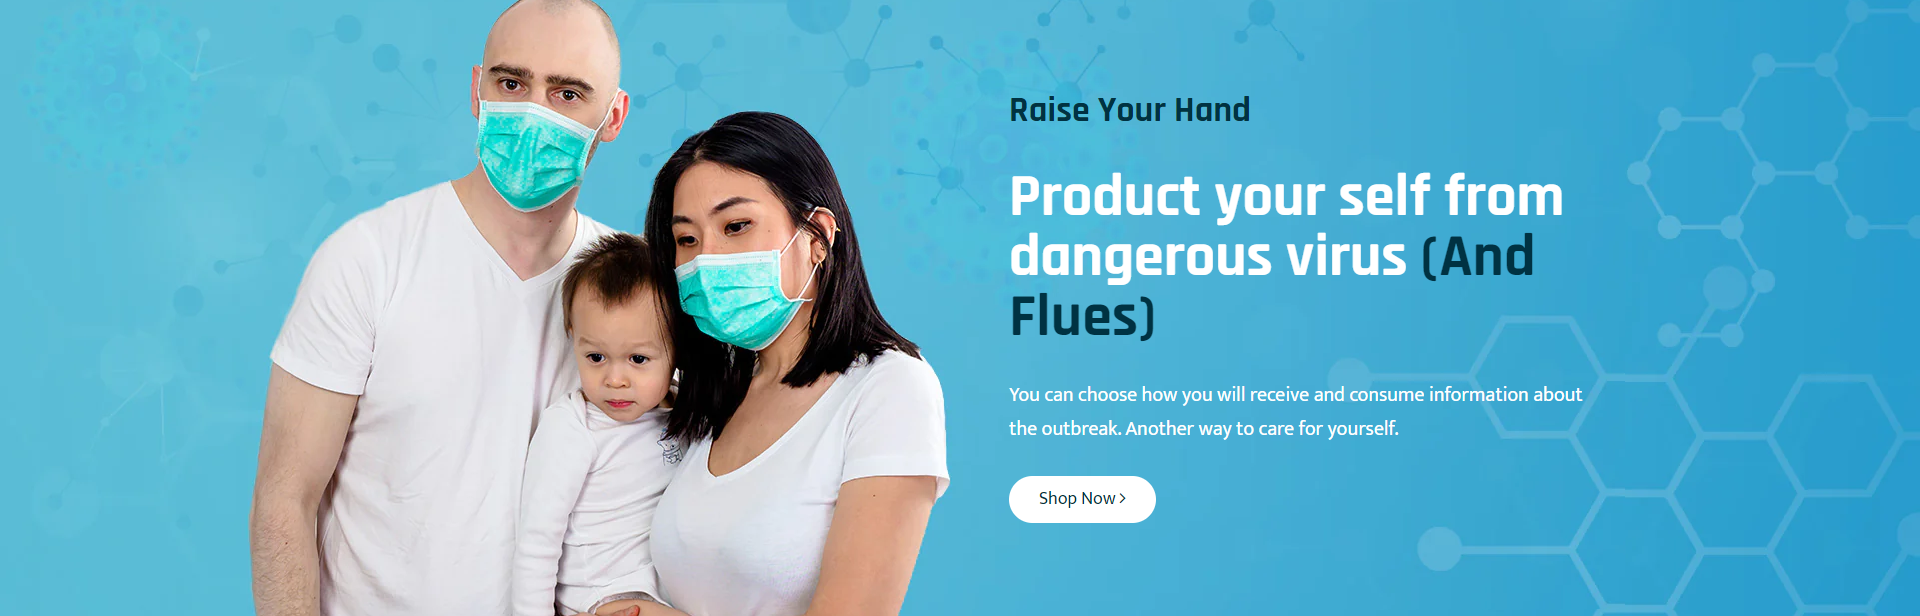 Raise Your Hand
Product your self from
dangerous virus (And
Flues)
You can choose how you will receive and consume information about
the outbreak. Another way to care for yourself.
Shop Now >